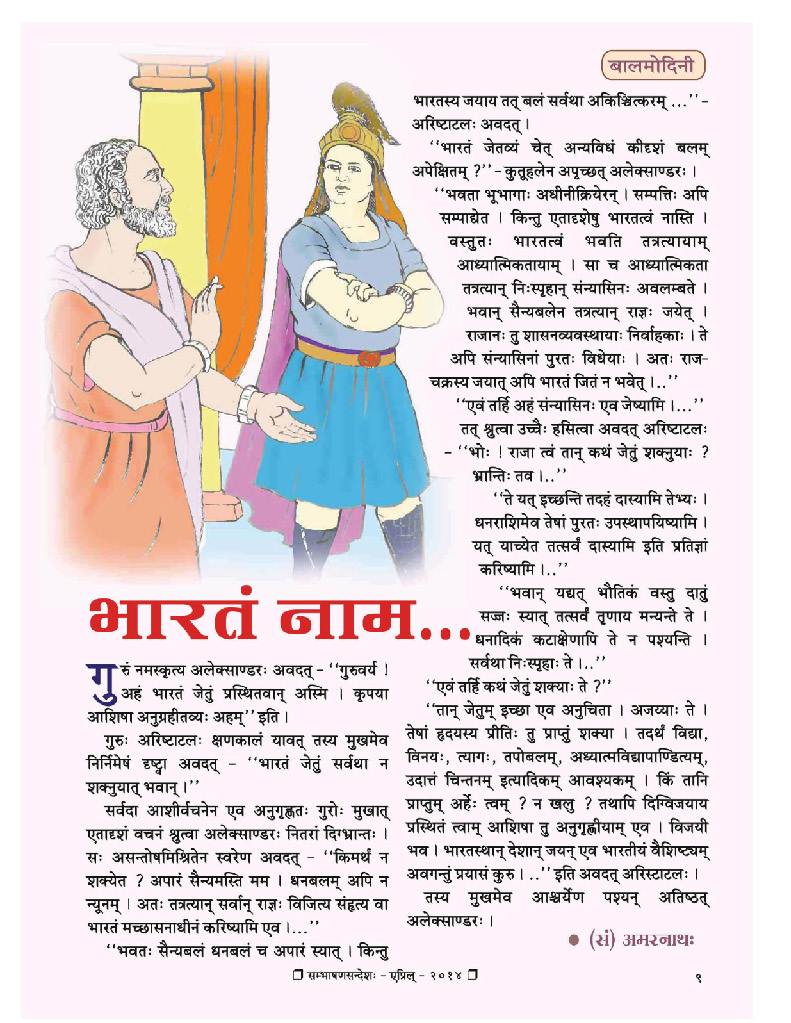 बालमोदिनी
भारतं नाम...
गुरुं नमस्कृत्य अलेक्साण्डरः अवदत् - ‘‘गुरुवर्य !
अहं भारतं जेतुं प्रस्थितवान् अस्मि । कृपया
आशिषा अनुग्रहीतव्यः अहम्’’ इति ।
गुरुः अरिष्टाटलः क्षणकालं यावत् तस्य मुखमेव
निर्निमेषं दृष्ट्वा अवदत् - ‘‘भारतं जेतुं सर्वथा न
शक्नुयात् भवान् ।’’
सर्वदा आशीर्वचनेन एव अनुगृह्णतः गुरोः मुखात्
एतादृशं वचनं श्रुत्वा अलेक्साण्डरः नितरां दिग्भ्रान्तः ।
सः असन्तोषमिश्रितेन स्वरेण अवदत् - ‘‘किमर्थं न
शक्येत ? अपारं सैन्यमस्ति मम । धनबलम् अपि न
न्यूनम् । अतः तत्रत्यान् सर्वान् राज्ञः विजित्य संहृत्य वा
भारतं मच्छासनाधीनं करिष्यामि एव ।...’’
‘‘भवतः सैन्यबलं धनबलं च अपारं स्यात् । किन्तु
भारतस्य जयाय तत् बलं सर्वथा अकिञ्चित्करम् ...’’ -
अरिष्टाटलः अवदत् ।
‘‘भारतं जेतव्यं चेत् अन्यविधं कीदृशं बलम्
अपेक्षितम् ?’’ - कुतूहलेन अपृच्छत् अलेक्साण्डरः ।
‘‘भवता भूभागाः अधीनीक्रियेरन् । सम्पत्तिः अपि
सम्पाद्येत । किन्तु एतादृशेषु भारतत्वं नास्ति ।
वस्तुतः भारतत्वं भवति तत्रत्यायाम्
आध्यात्मिकतायाम् । सा च आध्यात्मिकता
तत्रत्यान् निःस्पृहान् संन्यासिनः अवलम्बते ।
भवान् सैन्यबलेन तत्रत्यान् राज्ञः जयेत् ।
राजानः तु शासनव्यवस्थायाः निर्वाहकाः । ते
अपि संन्यासिनां पुरतः विधेयाः । अतः राज-
चक्रस्य जयात् अपि भारतं जितं न भवेत् ।..’’
‘‘एवं तर्हि अहं संन्यासिनः एव जेष्यामि ।...’’
तत् श्रुत्वा उच्चैः हसित्वा अवदत् अरिष्टाटलः
- ‘‘भोः ! राजा त्वं तान् कथं जेतुं शक्नुयाः ?
भ्रान्तिः तव ।..’’
‘‘ते यत् इच्छन्ति तदहं दास्यामि तेभ्यः ।
धनराशिमेव तेषां पुरतः उपस्थापयिष्यामि ।
यत् याच्येत तत्सर्वं दास्यामि इति प्रतिज्ञां
करिष्यामि ।..’’
‘‘भवान् यद्यत् भौतिकं वस्तु दातुं
सज्जः स्यात् तत्सर्वं तृणाय मन्यन्ते ते ।
धनादिकं कटाक्षेणापि ते न पश्यन्ति ।
सर्वथा निःस्पृहाः ते ।..’’
‘‘एवं तर्हि कथं जेतुं शक्याः ते ?’’
‘‘तान् जेतुम् इच्छा एव अनुचिता । अजय्याः ते ।
तेषां हृदयस्य प्रीतिः तु प्राप्तुं शक्या । तदर्थं विद्या,
विनयः, त्यागः, तपोबलम्, अध्यात्मविद्यापाण्डित्यम्,
उदात्तं चिन्तनम् इत्यादिकम् आवश्यकम् । किं तानि
प्राप्तुम् अर्हेः त्वम् ? न खलु ? तथापि दिग्विजयाय
प्रस्थितं त्वाम् आशिषा तु अनुगृह्णीयाम् एव । विजयी
भव । भारतस्थान् देशान् जयन् एव भारतीयं वैशिष्ट्यम्
अवगन्तुं प्रयासं कुरु । ..’’ इति अवदत् अरिस्टाटलः ।
तस्य मुखमेव आश्चर्येण पश्यन् अतिष्ठत्
अलेक्साण्डरः ।
● (सं) अमरनाथः
❐ सम्भाषणसन्देशः - एप्रिल् - २०१४ ❐
९